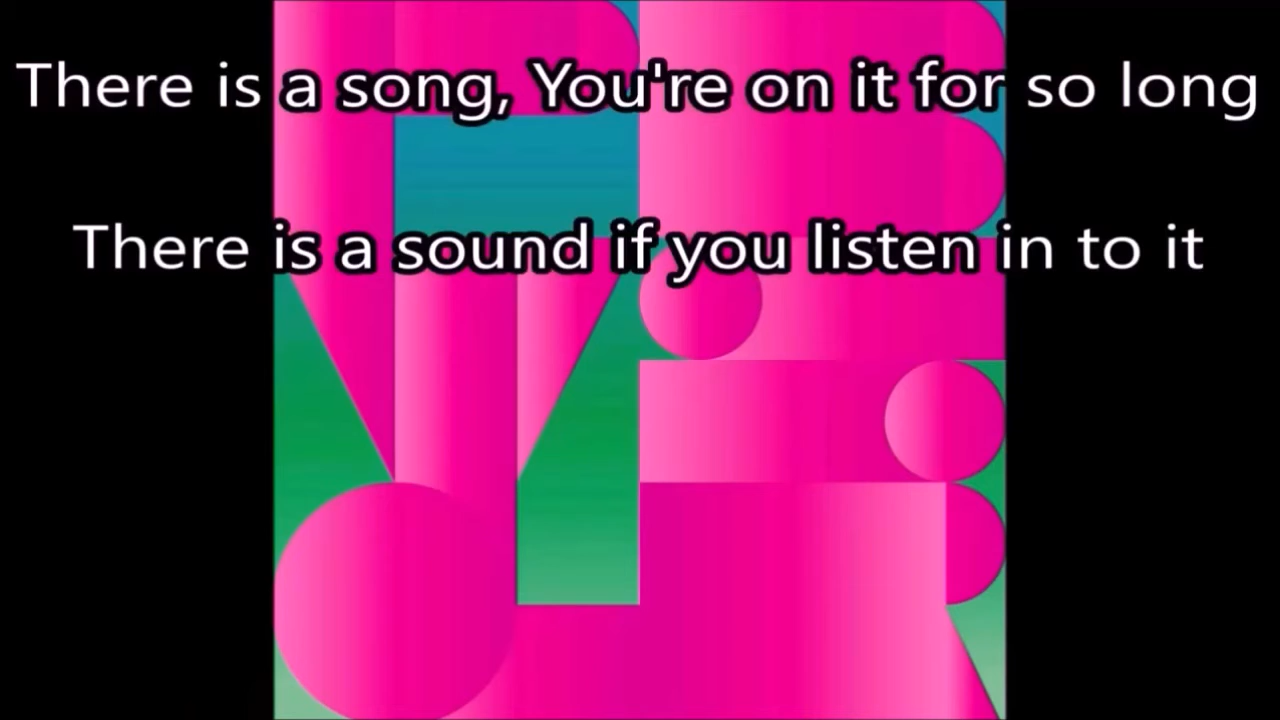 There is a song, You're on it for so long
There is a sound if you listen in to it